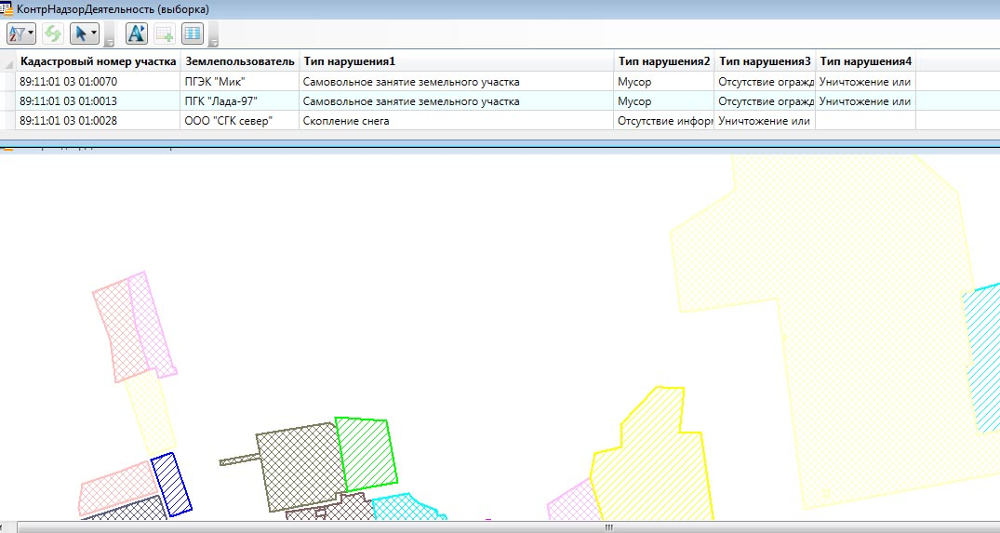 КонтрНадзорДеятельность (выборка)
Кадастровый номер участка Землепользователь Тип нарушения1 Тип нарушения2 Тип нарушения3 Тип нарушения4
89:11:01 03 01:0070 ПГЭК "Мик" Самовольное занятие земельного участка Мусор Отсутствие огражд Уничтожение или
89:11:01 03 01:0013 ПГК "Лада-97" Самовольное занятие земельного участка Мусор Отсутствие огражд Уничтожение или
89:11:01 03 01:0028 ООО "СГК север" Скопление снега Отсутствие инфор Уничтожение или